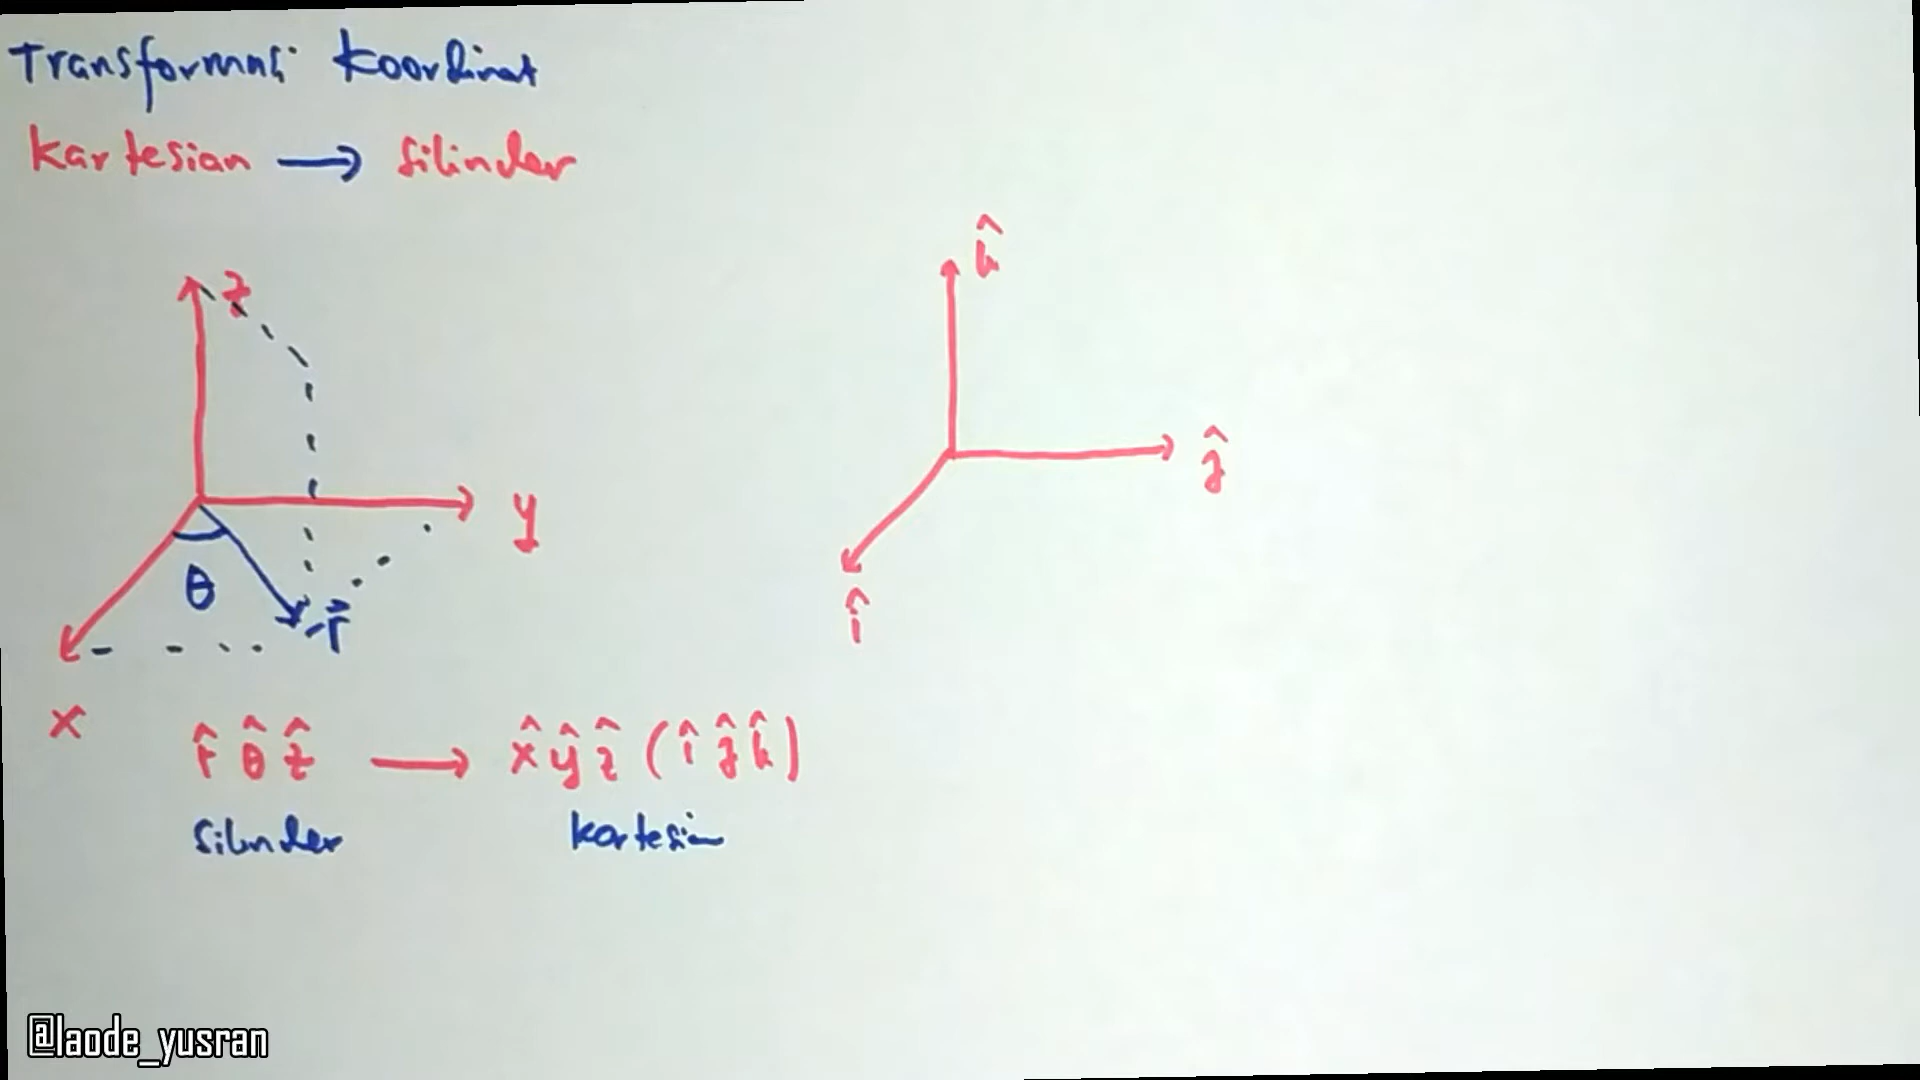 Transformasi Koordinat
Kartesian → Silinder
z
y
θ
r⃗
x
k̂
ĵ
î
r̂ θ̂ ẑ → x̂ ŷ ẑ (î ĵ k̂)
Silinder
kartesian
@laode_yusran